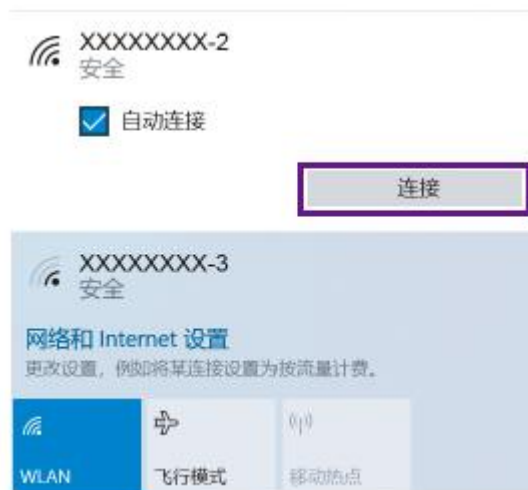 XXXXXXXX-2
安全
自动连接
连接
XXXXXXXX-3
安全
网络和 Internet 设置
更改设置，例如将某连接设置为按流量计费。
WLAN
飞行模式
移动热点